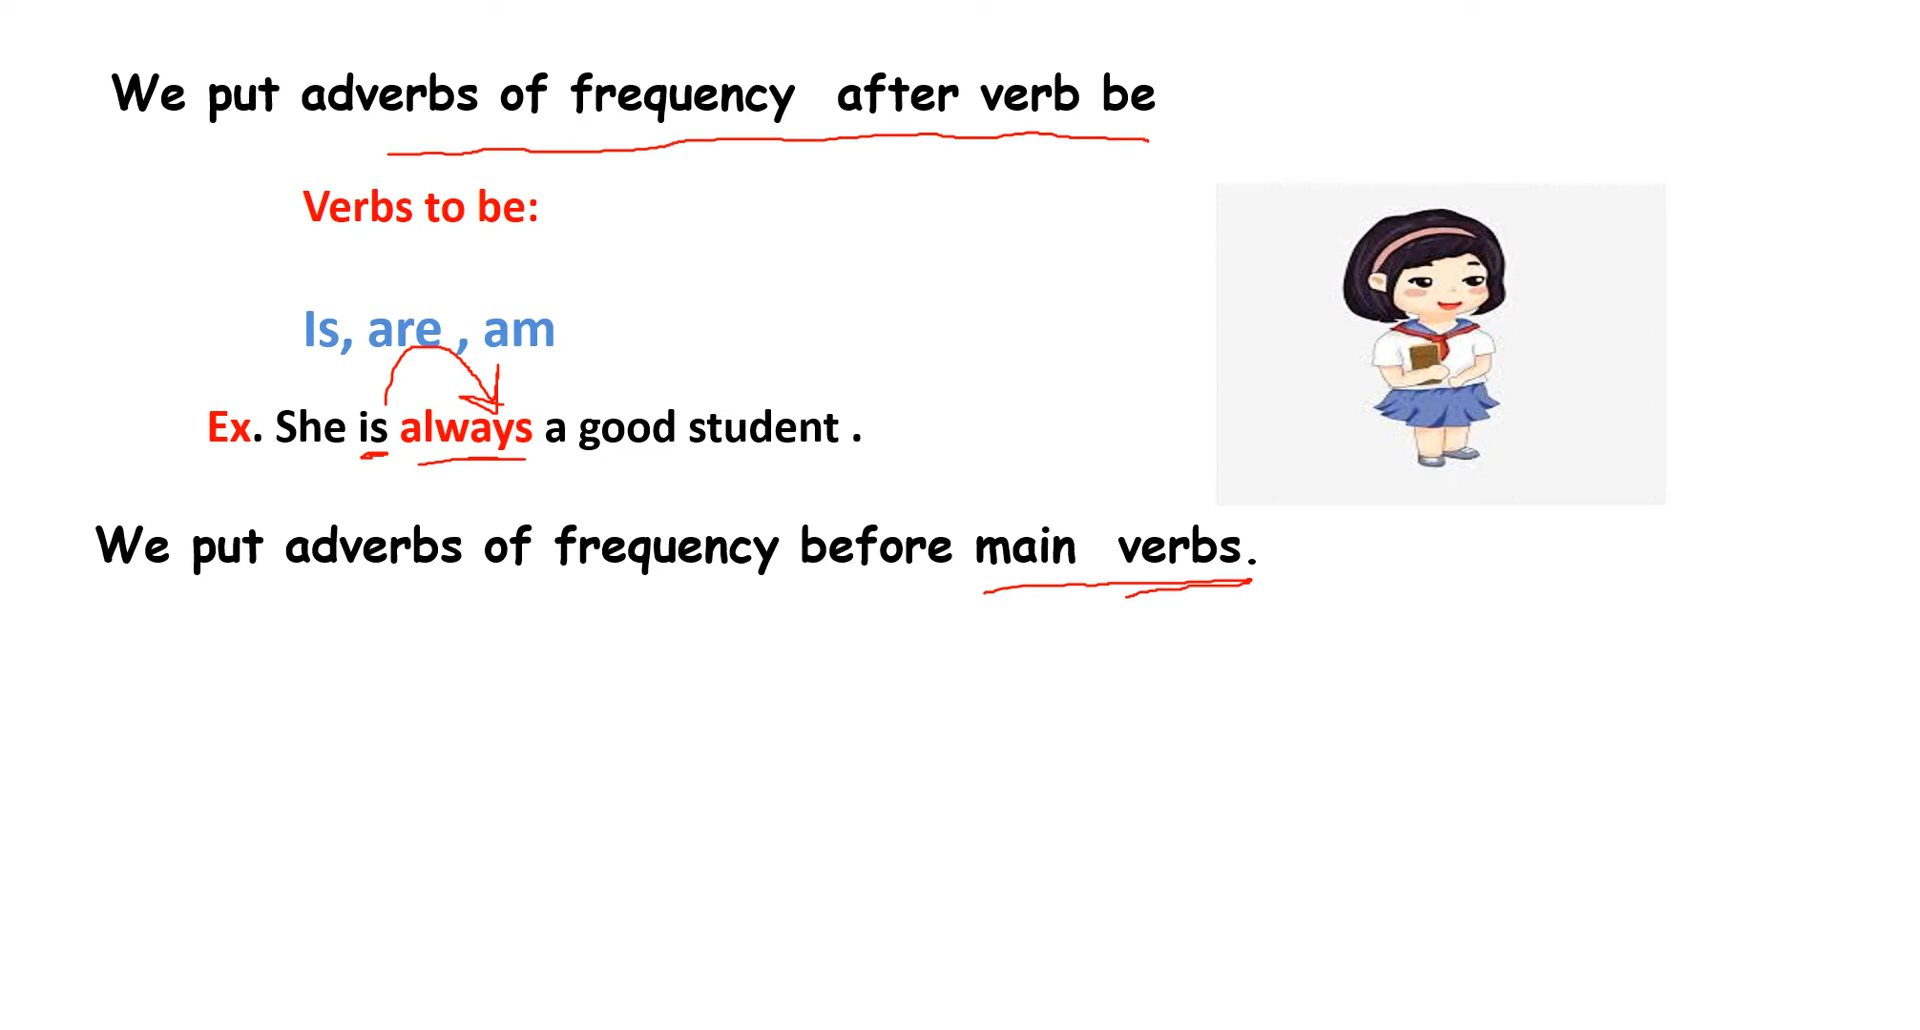 We put adverbs of frequency after verb be
Verbs to be:
Is, are , am
Ex. She is always a good student .
We put adverbs of frequency before main verbs.